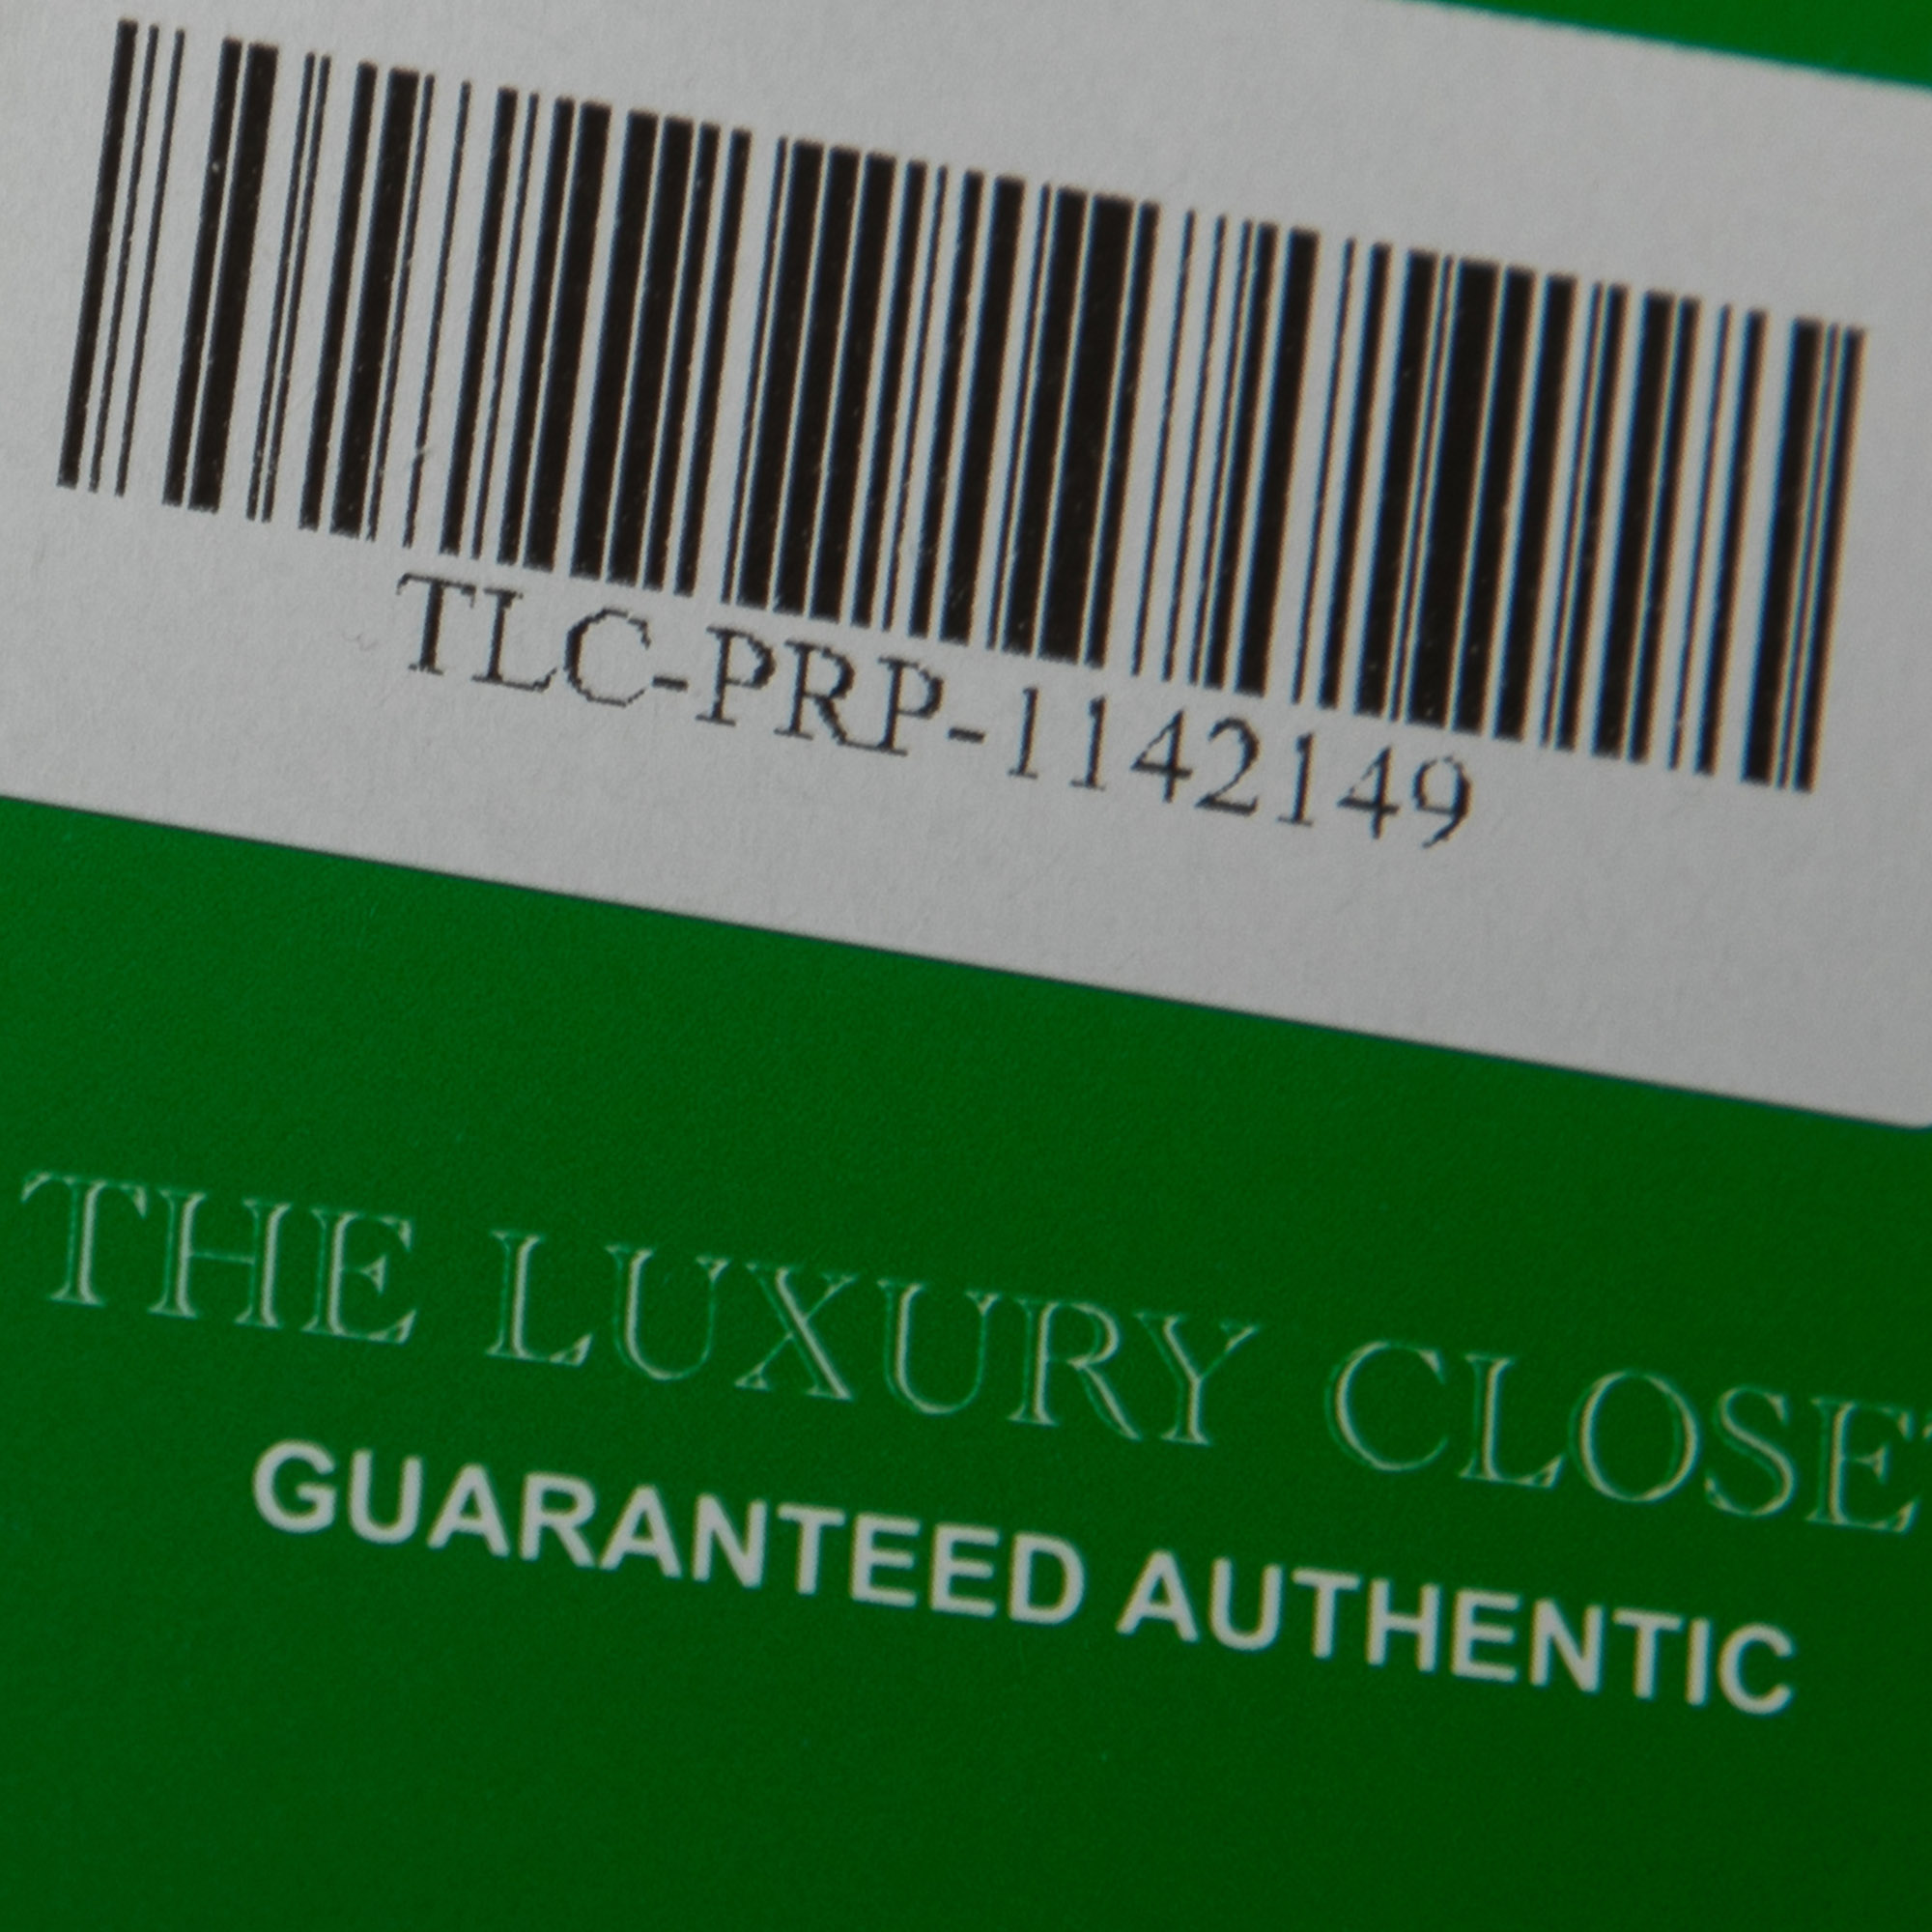 TLC-PRP-1142149
THE LUXURY CLOSET
GUARANTEED AUTHENTIC